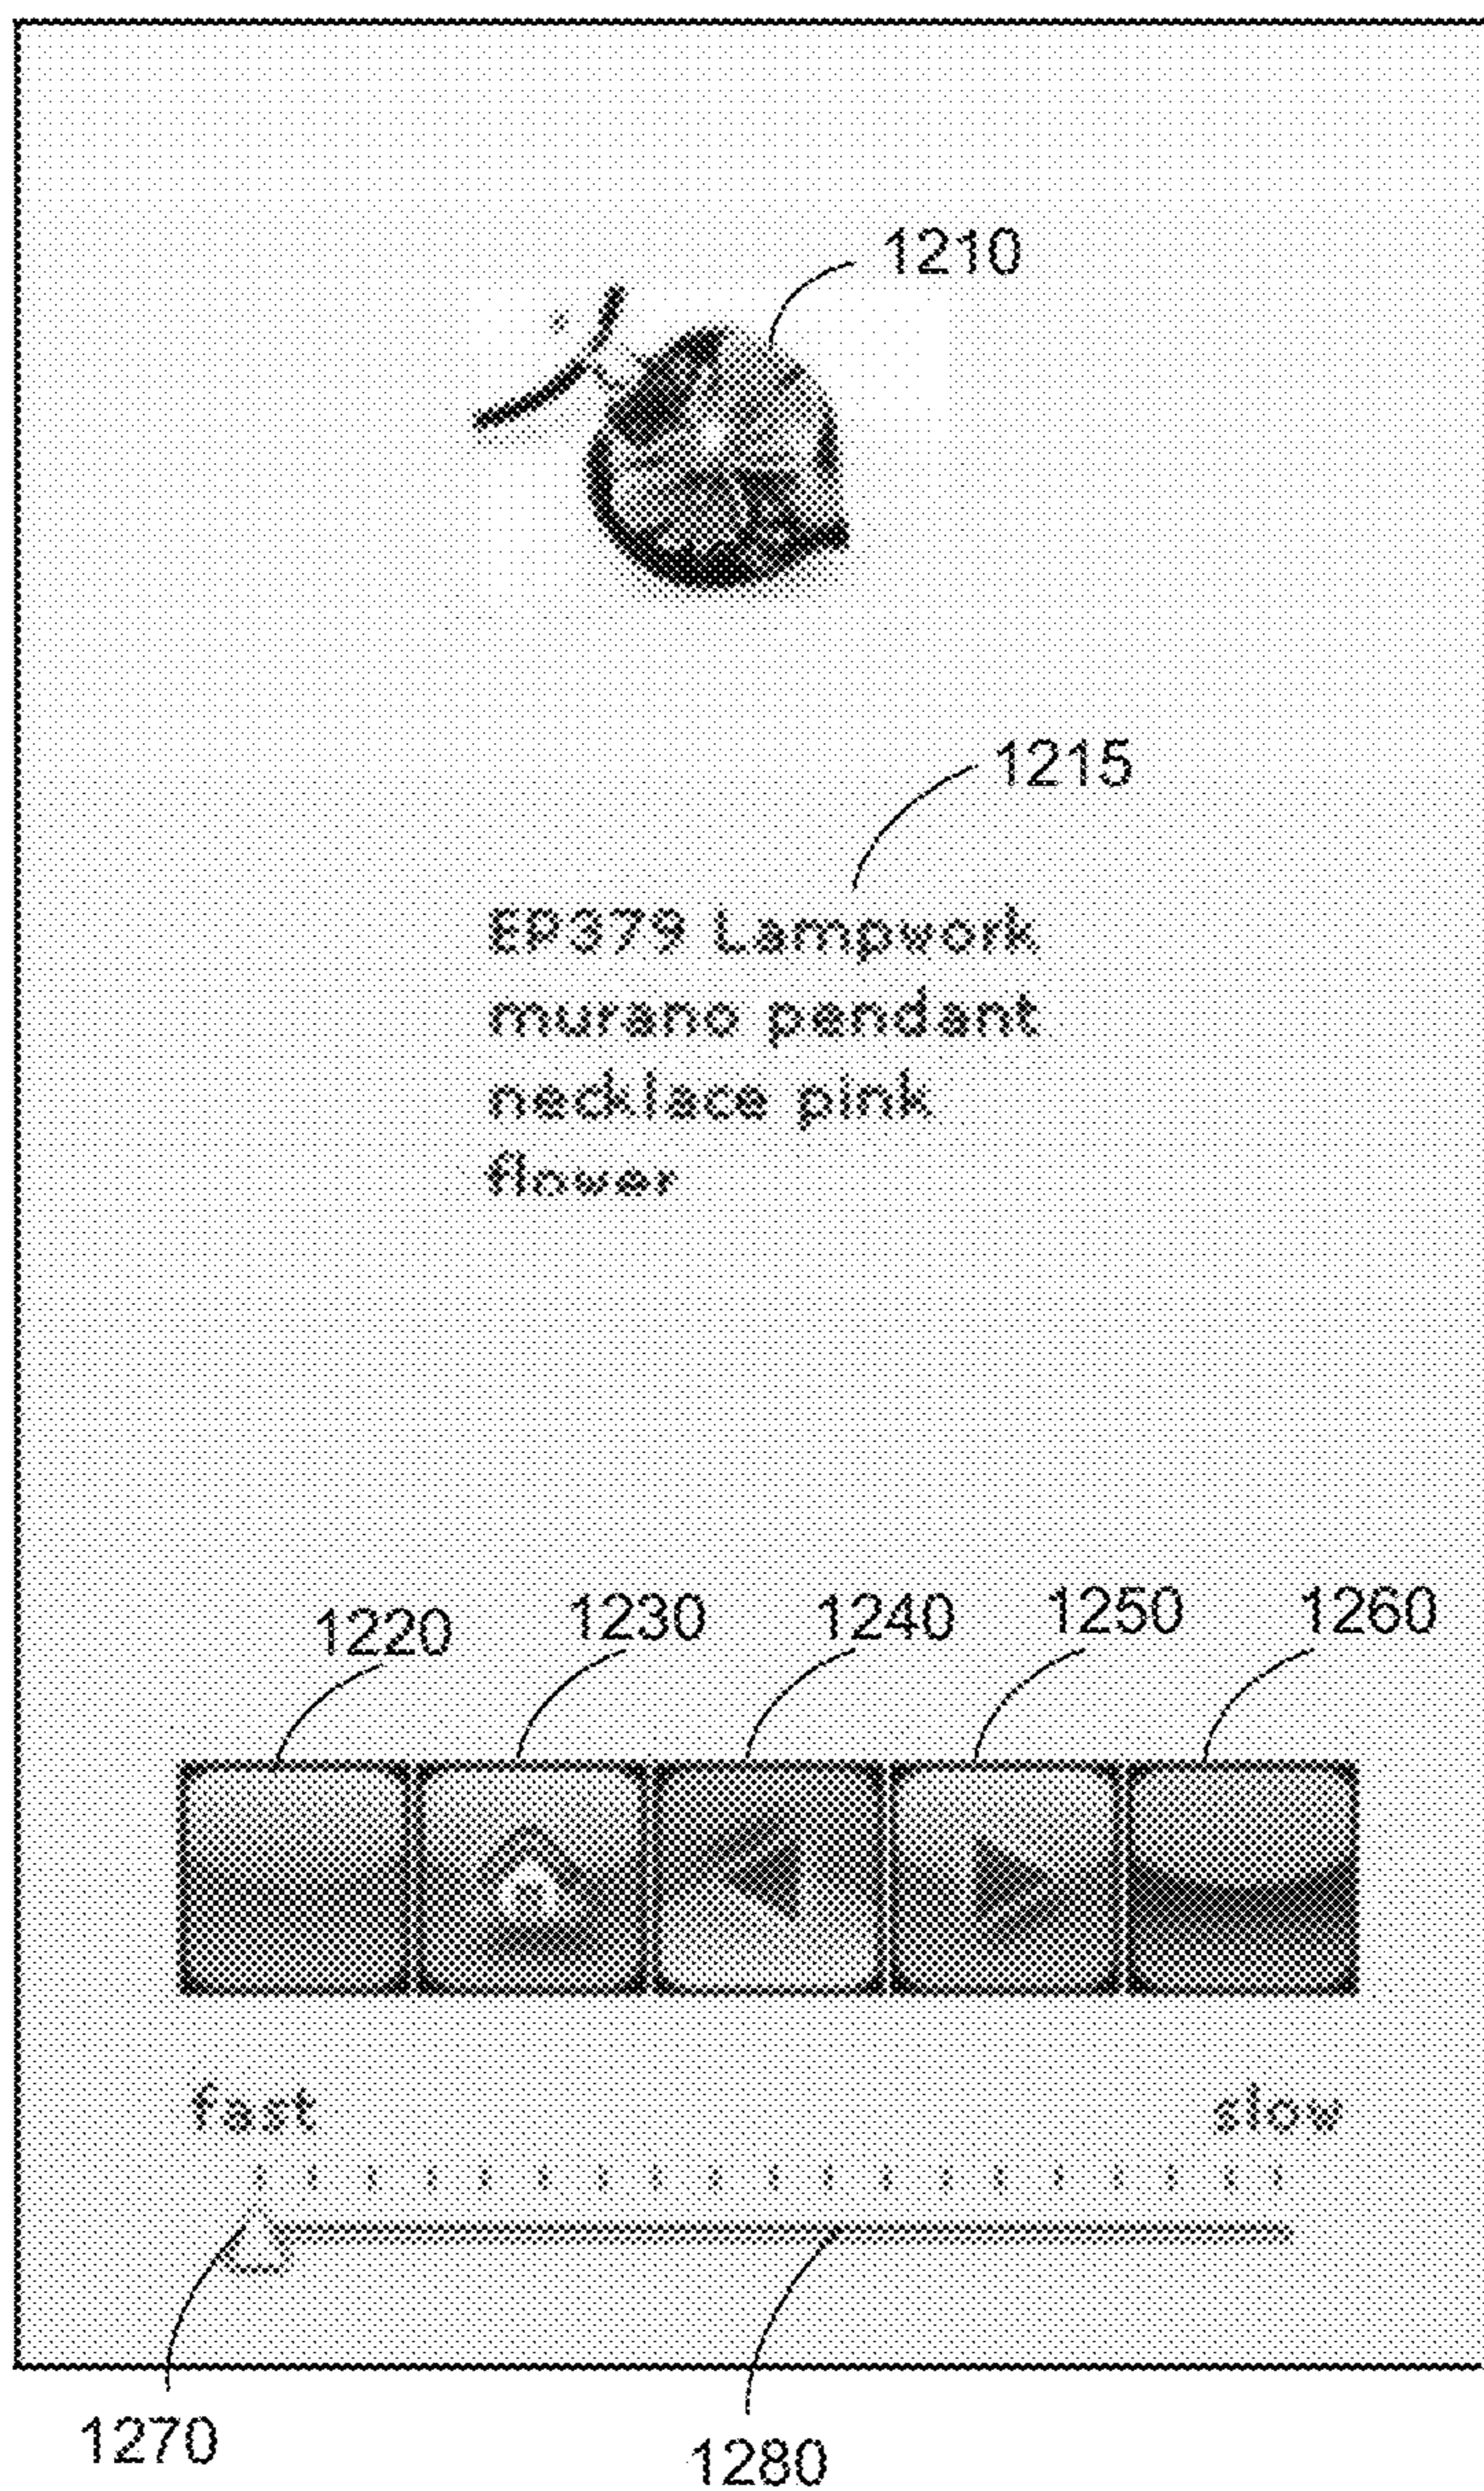 1210
1215
EP379 Lampwork
murano pendant
necklace pink
flower
1220 1230 1240 1250 1260
fast slow
1270 1280